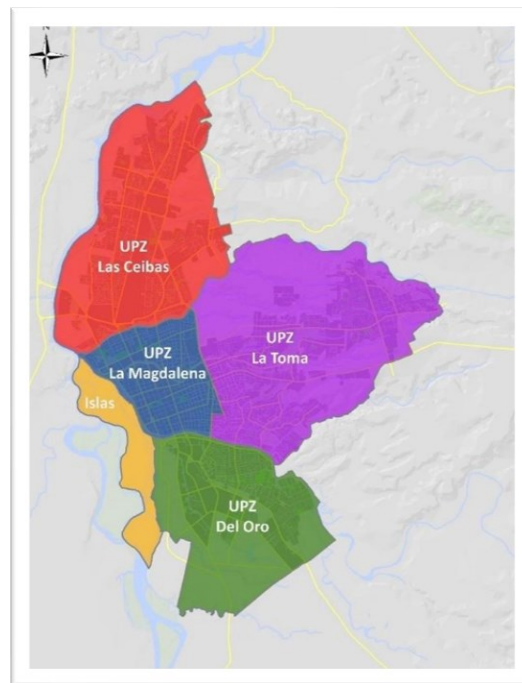 UPZ
Las Ceibas
UPZ
La Toma
UPZ
La Magdalena
Islas
UPZ
Del Oro